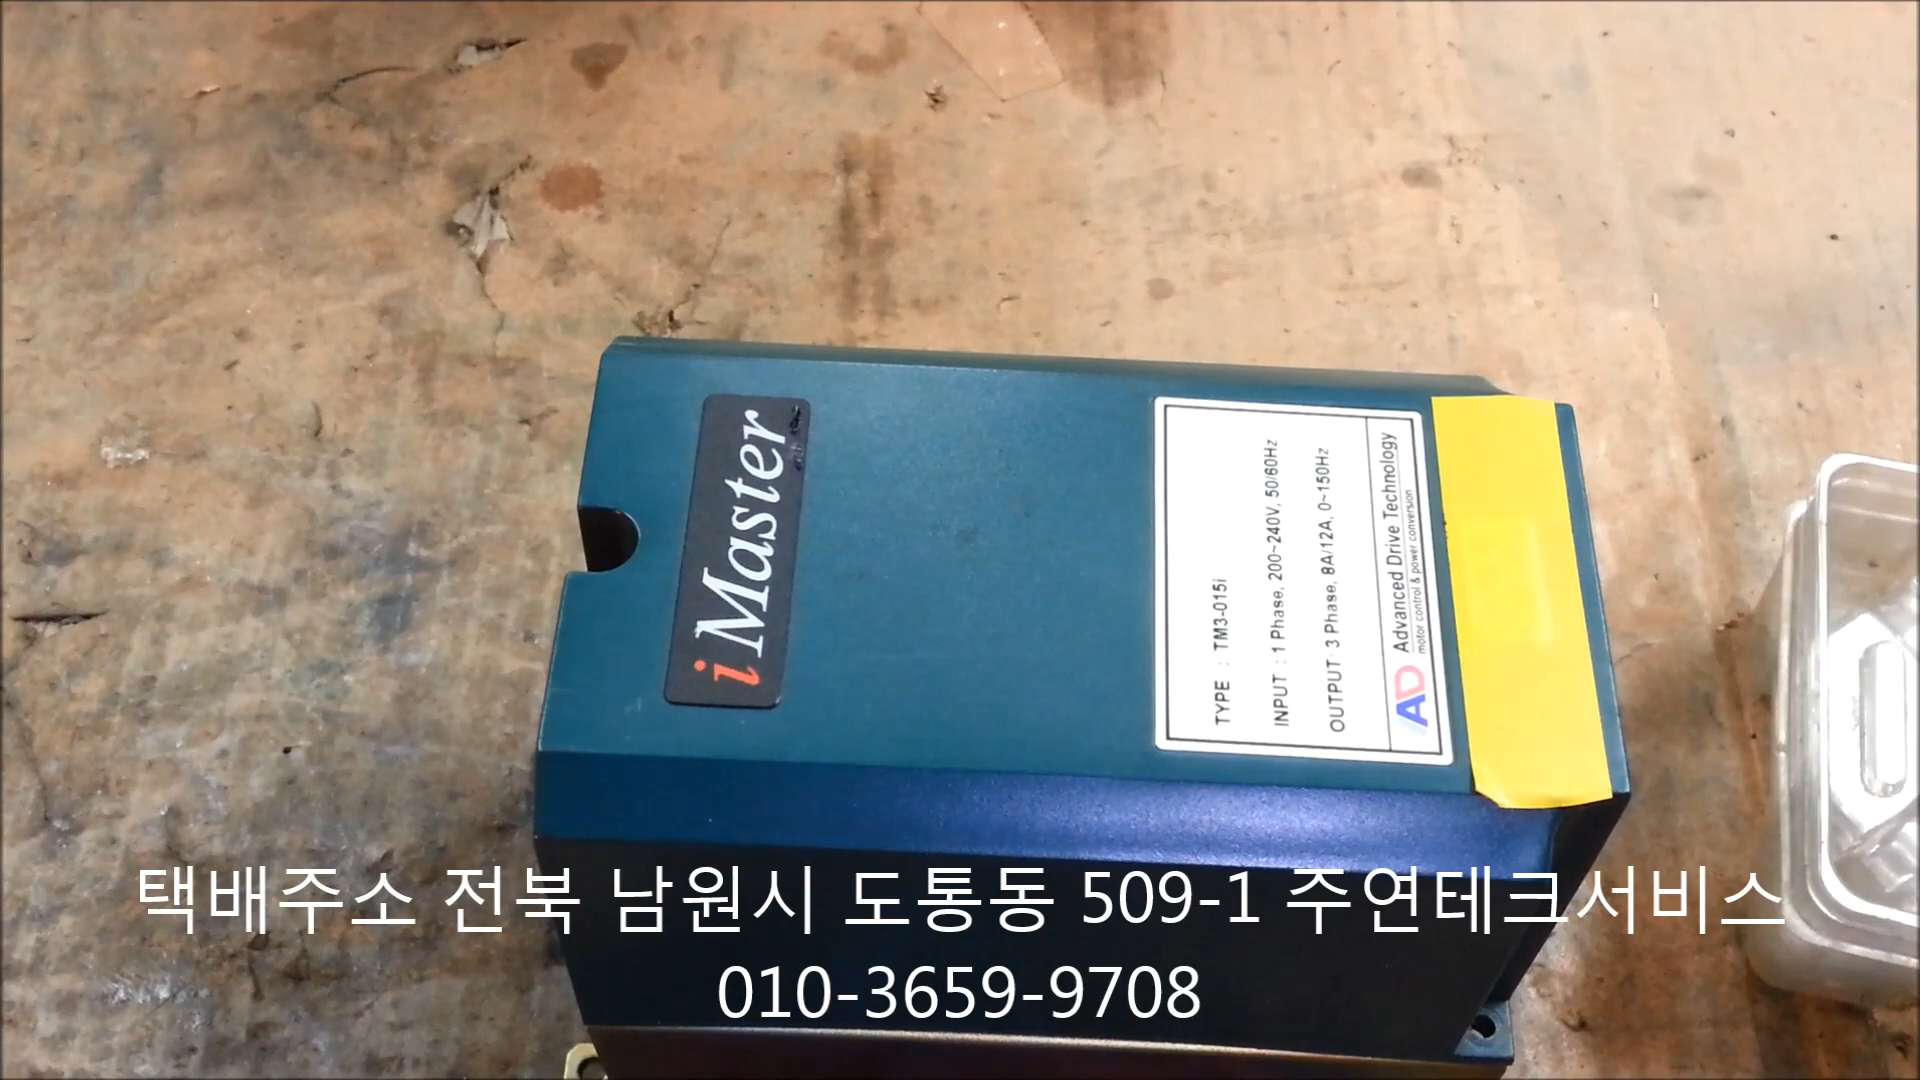 i Master
TYPE : TM3-015i
INPUT : 1 Phase, 200~240V, 50/60Hz
OUTPUT: 3 Phase, 8A/12A, 0~150Hz
AD Advanced Drive Technology
motor control & power conversion
택배주소 전북 남원시 도통동 509-1 주연테크서비스
010-3659-9708